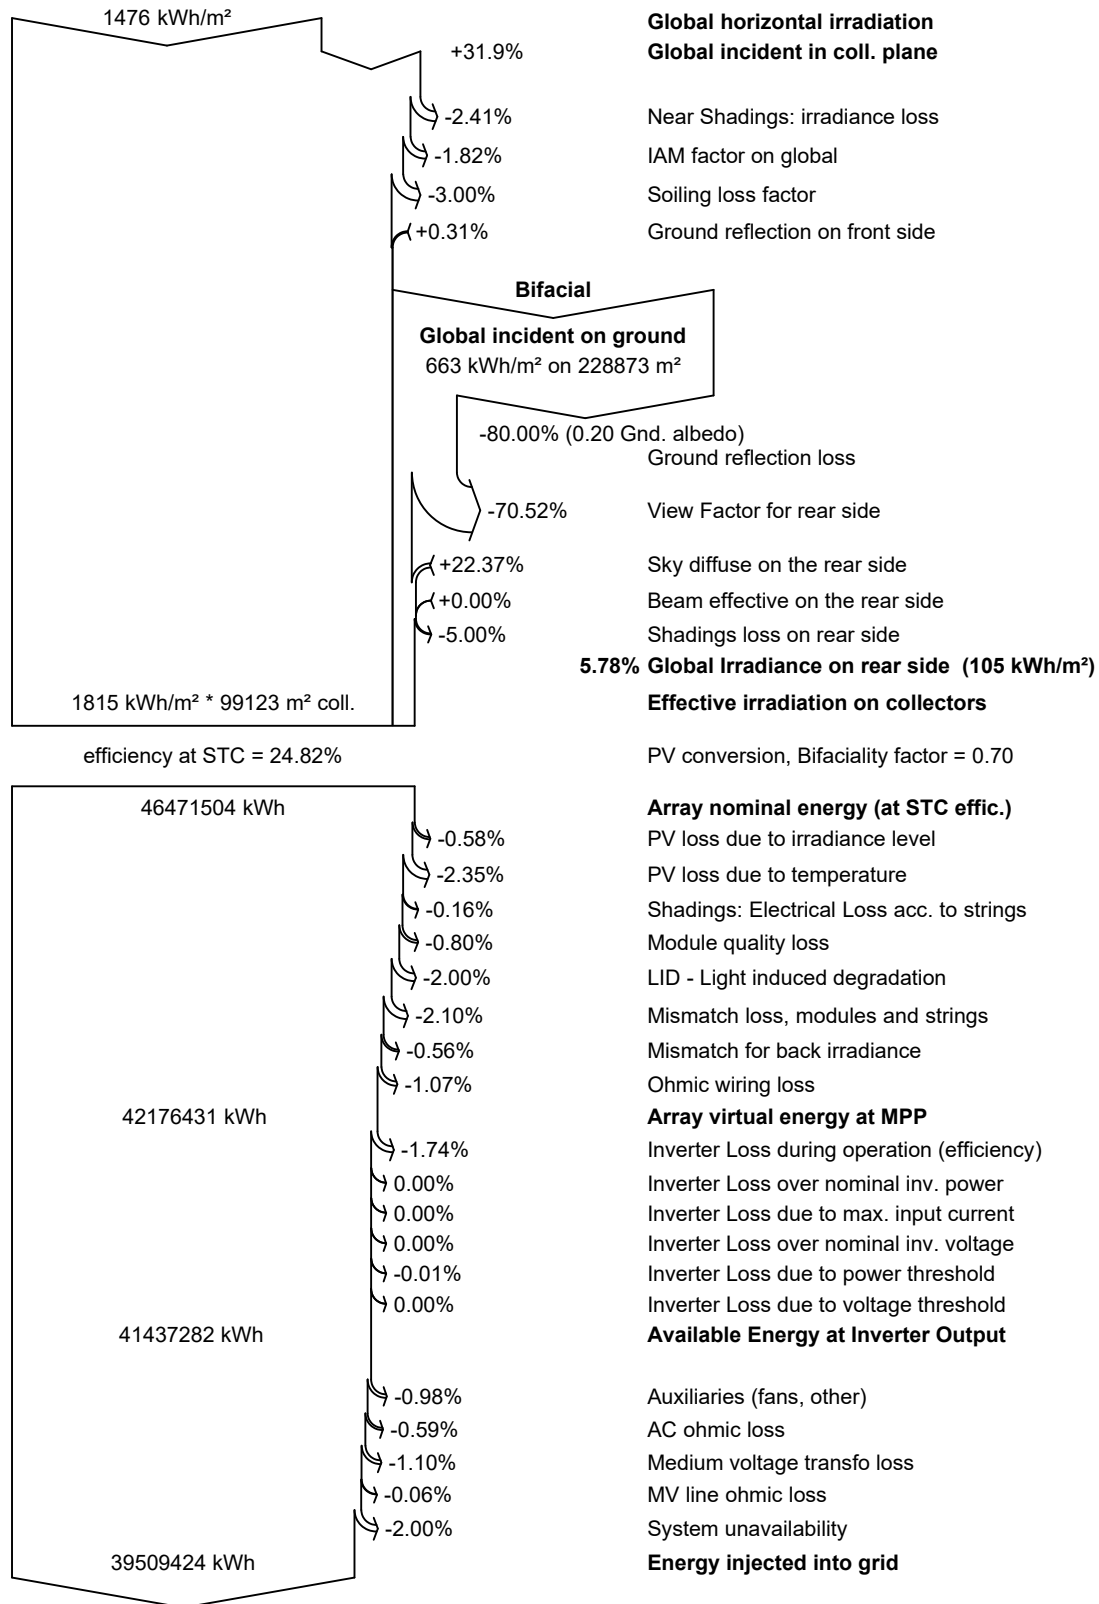 1476 kWh/m² Global horizontal irradiation
+31.9% Global incident in coll. plane
-2.41% Near Shadings: irradiance loss
-1.82% IAM factor on global
-3.00% Soiling loss factor
+0.31% Ground reflection on front side
Bifacial
Global incident on ground
663 kWh/m² on 228873 m²
-80.00% (0.20 Gnd. albedo)
Ground reflection loss
-70.52% View Factor for rear side
+22.37% Sky diffuse on the rear side
+0.00% Beam effective on the rear side
-5.00% Shadings loss on rear side
5.78% Global Irradiance on rear side (105 kWh/m²)
1815 kWh/m² * 99123 m² coll. Effective irradiation on collectors
efficiency at STC = 24.82% PV conversion, Bifaciality factor = 0.70
46471504 kWh Array nominal energy (at STC effic.)
-0.58% PV loss due to irradiance level
-2.35% PV loss due to temperature
-0.16% Shadings: Electrical Loss acc. to strings
-0.80% Module quality loss
-2.00% LID - Light induced degradation
-2.10% Mismatch loss, modules and strings
-0.56% Mismatch for back irradiance
-1.07% Ohmic wiring loss
42176431 kWh Array virtual energy at MPP
-1.74% Inverter Loss during operation (efficiency)
0.00% Inverter Loss over nominal inv. power
0.00% Inverter Loss due to max. input current
0.00% Inverter Loss over nominal inv. voltage
-0.01% Inverter Loss due to power threshold
0.00% Inverter Loss due to voltage threshold
41437282 kWh Available Energy at Inverter Output
-0.98% Auxiliaries (fans, other)
-0.59% AC ohmic loss
-1.10% Medium voltage transfo loss
-0.06% MV line ohmic loss
-2.00% System unavailability
39509424 kWh Energy injected into grid